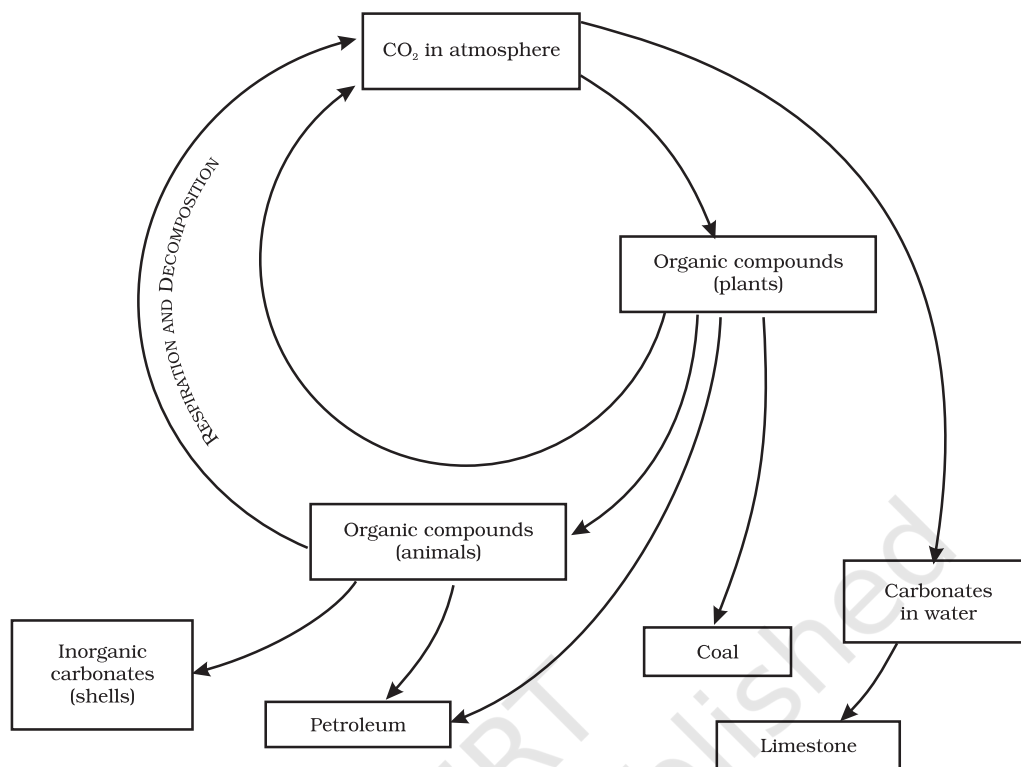 CO₂ in atmosphere
RESPIRATION AND DECOMPOSITION
Organic compounds
(plants)
Organic compounds
(animals)
Carbonates
in water
Inorganic
carbonates
(shells)
Coal
Petroleum
Limestone